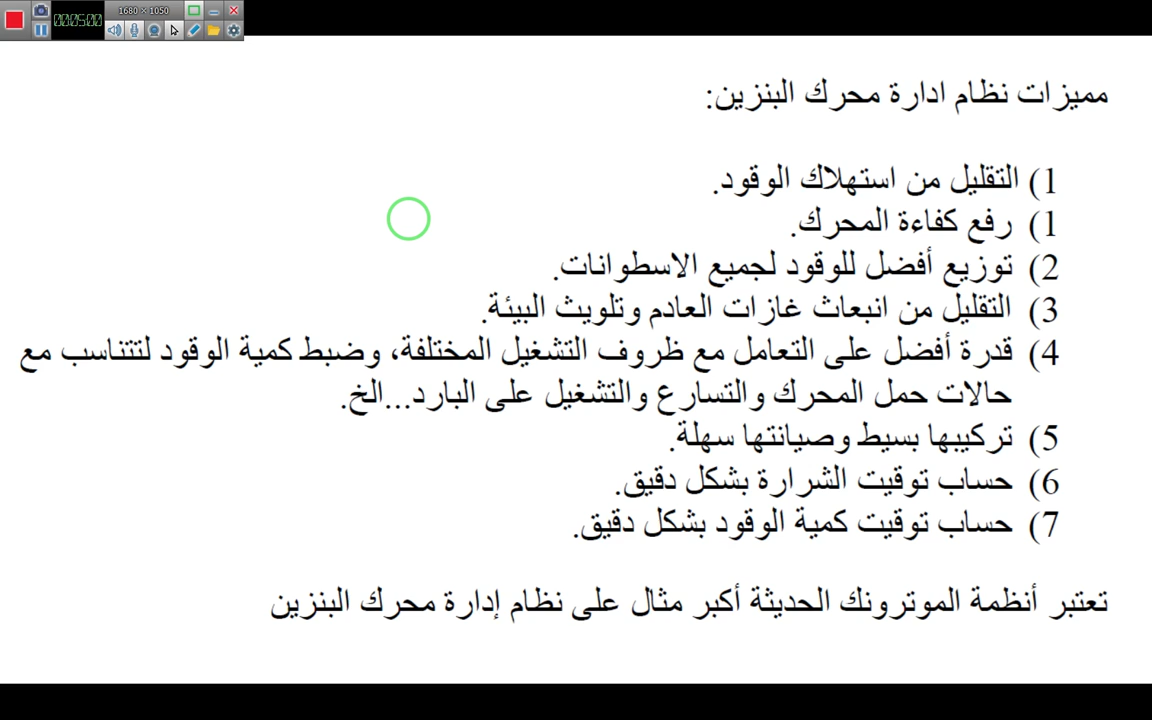 00:05:00
1680 × 1050
مميزات نظام ادارة محرك البنزين:
1) التقليل من استهلاك الوقود.
1) رفع كفاءة المحرك.
2) توزيع أفضل للوقود لجميع الاسطوانات.
3) التقليل من انبعاث غازات العادم وتلويث البيئة.
4) قدرة أفضل على التعامل مع ظروف التشغيل المختلفة، وضبط كمية الوقود لتتناسب مع
حالات حمل المحرك والتسارع والتشغيل على البارد...الخ.
5) تركيبها بسيط وصيانتها سهلة.
6) حساب توقيت الشرارة بشكل دقيق.
7) حساب توقيت كمية الوقود بشكل دقيق.
تعتبر أنظمة الموترونك الحديثة أكبر مثال على نظام إدارة محرك البنزين